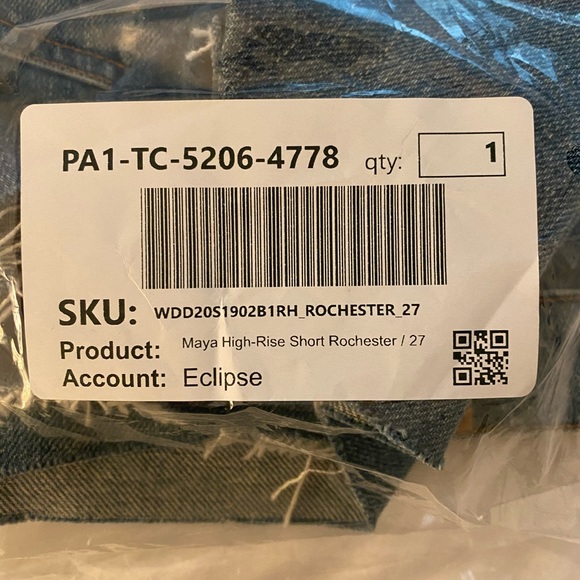 PA1-TC-5206-4778 qty: 1
SKU: WDD20S1902B1RH_ROCHESTER_27
Product: Maya High-Rise Short Rochester / 27
Account: Eclipse